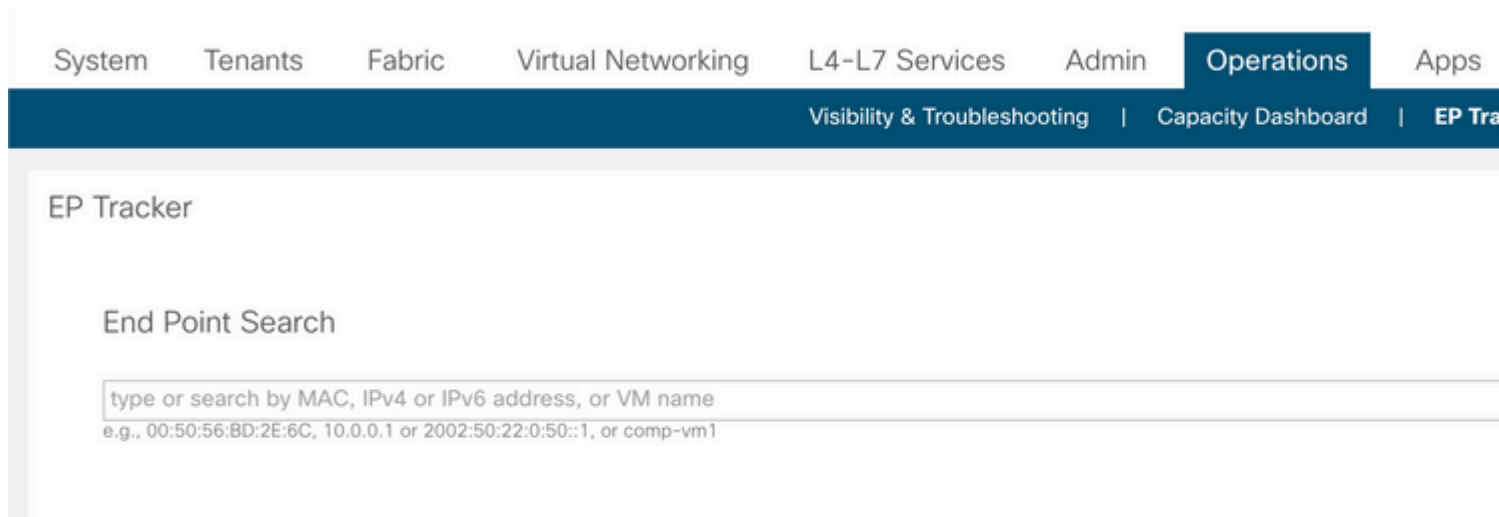 System Tenants Fabric Virtual Networking L4-L7 Services Admin Operations Apps
Visibility & Troubleshooting | Capacity Dashboard | EP Tra
EP Tracker
End Point Search
type or search by MAC, IPv4 or IPv6 address, or VM name
e.g., 00:50:56:BD:2E:6C, 10.0.0.1 or 2002:50:22:0:50::1, or comp-vm1